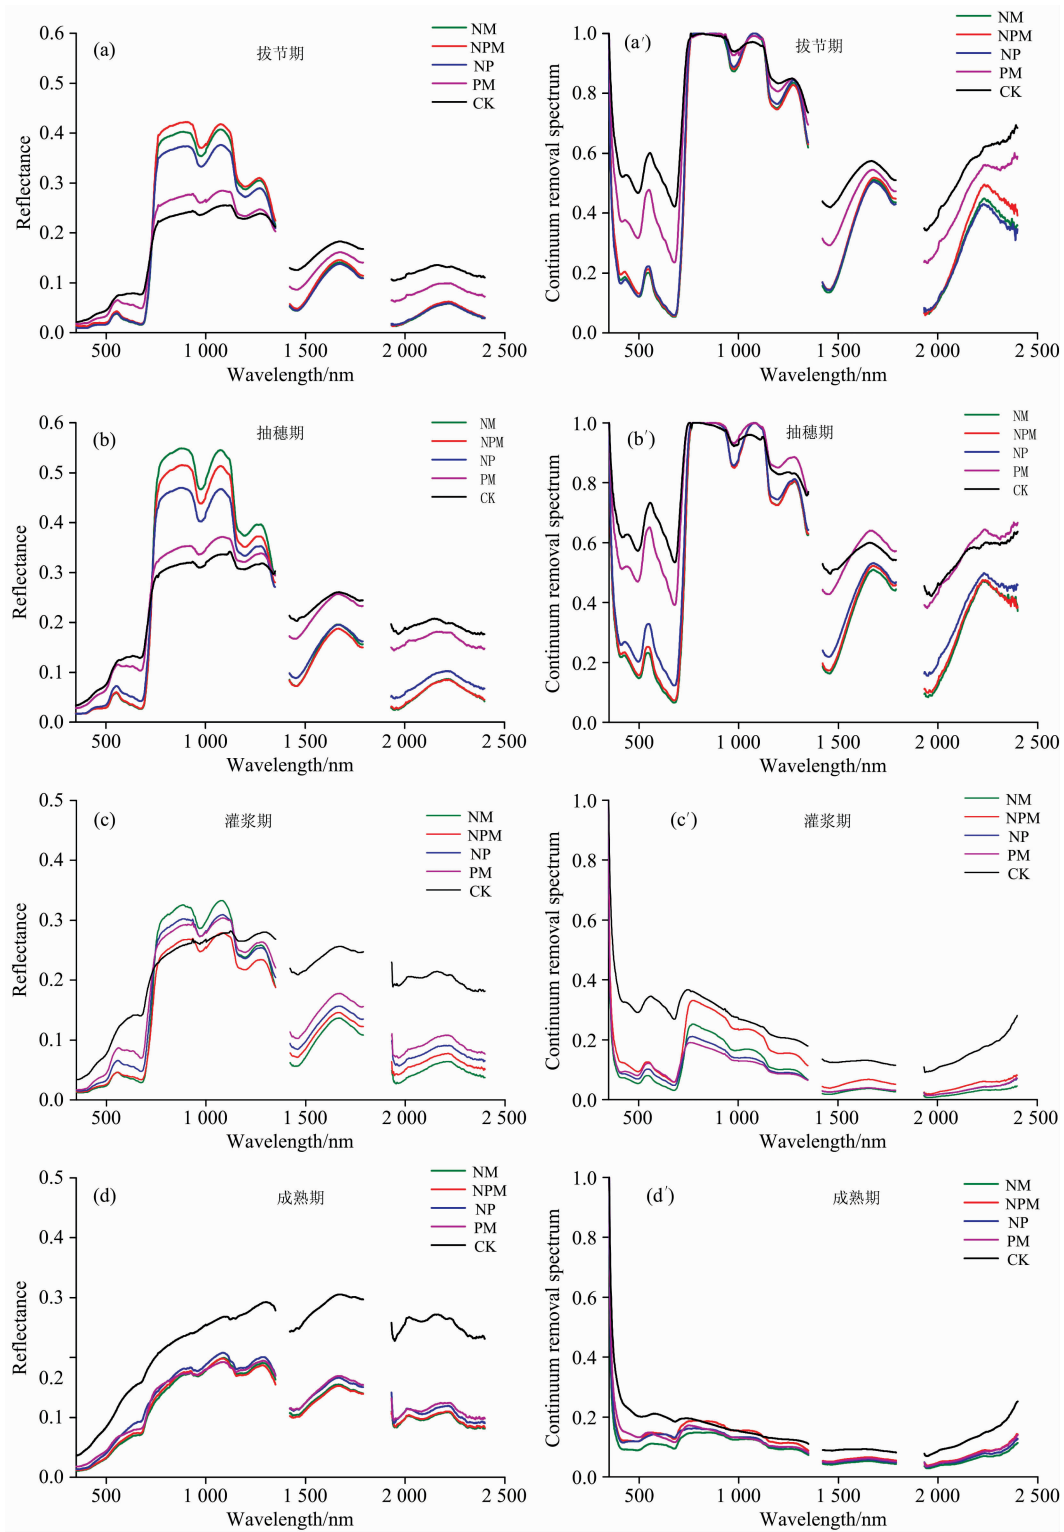 (a)
拔节期
NM
NPM
NP
PM
CK
Reflectance
0.6
0.5
0.4
0.3
0.2
0.1
0.0
500
1 000
1 500
2 000
2 500
Wavelength/nm
(a′)
拔节期
NM
NPM
NP
PM
CK
Continuum removal spectrum
1.0
0.8
0.6
0.4
0.2
0.0
500
1 000
1 500
2 000
2 500
Wavelength/nm
(b)
抽穗期
NM
NPM
NP
PM
CK
Reflectance
0.6
0.5
0.4
0.3
0.2
0.1
0.0
500
1 000
1 500
2 000
2 500
Wavelength/nm
(b′)
抽穗期
NM
NPM
NP
PM
CK
Continuum removal spectrum
1.0
0.8
0.6
0.4
0.2
0.0
500
1 000
1 500
2 000
2 500
Wavelength/nm
(c)
灌浆期
NM
NPM
NP
PM
CK
Reflectance
0.5
0.4
0.3
0.2
0.1
0.0
500
1 000
1 500
2 000
2 500
Wavelength/nm
(c′)
灌浆期
NM
NPM
NP
PM
CK
Continuum removal spectrum
1.0
0.8
0.6
0.4
0.2
0.0
500
1 000
1 500
2 000
2 500
Wavelength/nm
(d)
成熟期
NM
NPM
NP
PM
CK
Reflectance
0.5
0.4
0.3
0.2
0.1
0.0
500
1 000
1 500
2 000
2 500
Wavelength/nm
(d′)
成熟期
NM
NPM
NP
PM
CK
Continuum removal spectrum
1.0
0.8
0.6
0.4
0.2
0.0
500
1 000
1 500
2 000
2 500
Wavelength/nm